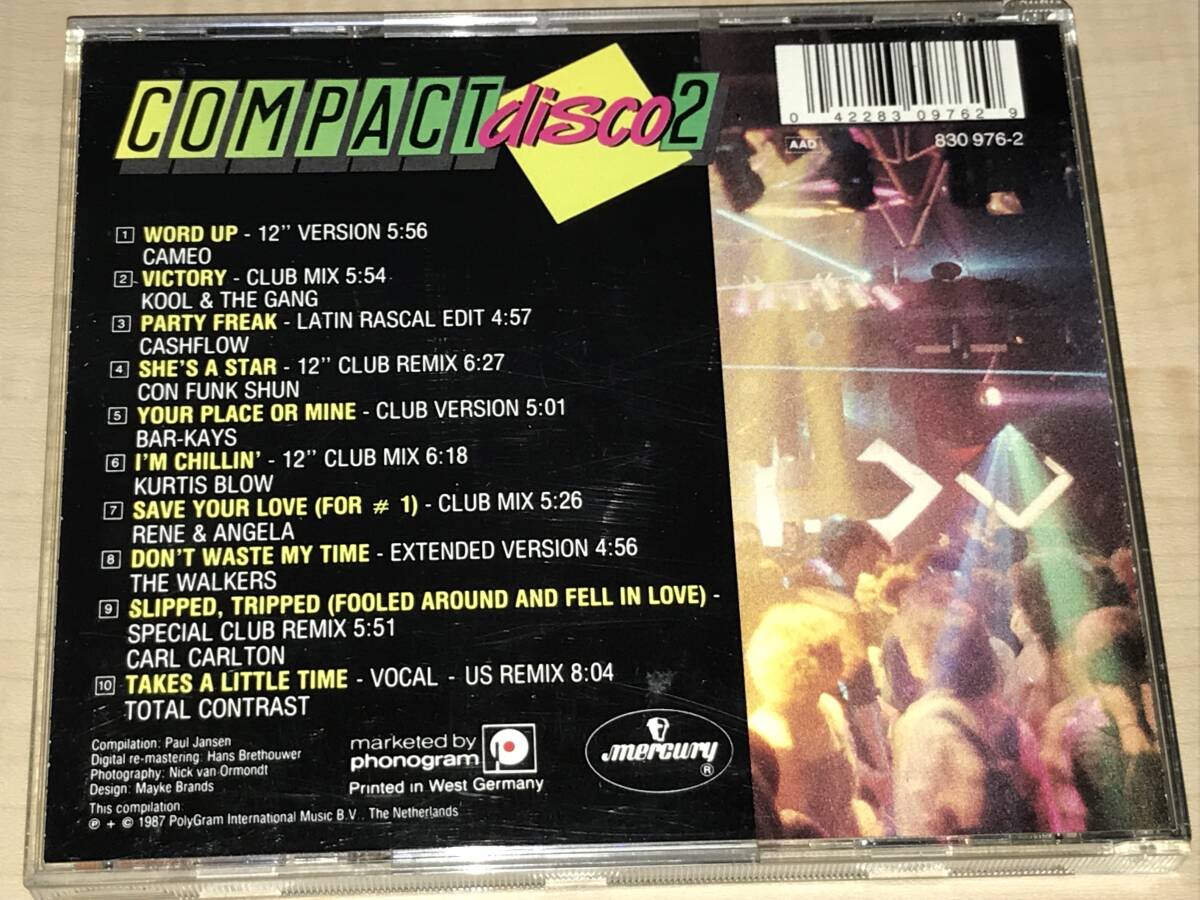 COMPACT disco 2
0 42283 09762 9
AAD
830 976-2
1 WORD UP - 12" VERSION 5:56
CAMEO
2 VICTORY - CLUB MIX 5:54
KOOL & THE GANG
3 PARTY FREAK - LATIN RASCAL EDIT 4:57
CASHFLOW
4 SHE'S A STAR - 12" CLUB REMIX 6:27
CON FUNK SHUN
5 YOUR PLACE OR MINE - CLUB VERSION 5:01
BAR-KAYS
6 I'M CHILLIN' - 12" CLUB MIX 6:18
KURTIS BLOW
7 SAVE YOUR LOVE (FOR # 1) - CLUB MIX 5:26
RENE & ANGELA
8 DON'T WASTE MY TIME - EXTENDED VERSION 4:56
THE WALKERS
9 SLIPPED, TRIPPED (FOOLED AROUND AND FELL IN LOVE) -
SPECIAL CLUB REMIX 5:51
CARL CARLTON
10 TAKES A LITTLE TIME - VOCAL - US REMIX 8:04
TOTAL CONTRAST
Compilation: Paul Jansen
Digital re-mastering: Hans Brethouwer
Photography: Nick van Ormondt
Design: Mayke Brands
This compilation:
℗ + © 1987 PolyGram International Music B.V. The Netherlands
marketed by
phonogram
Printed in West Germany
mercury ®